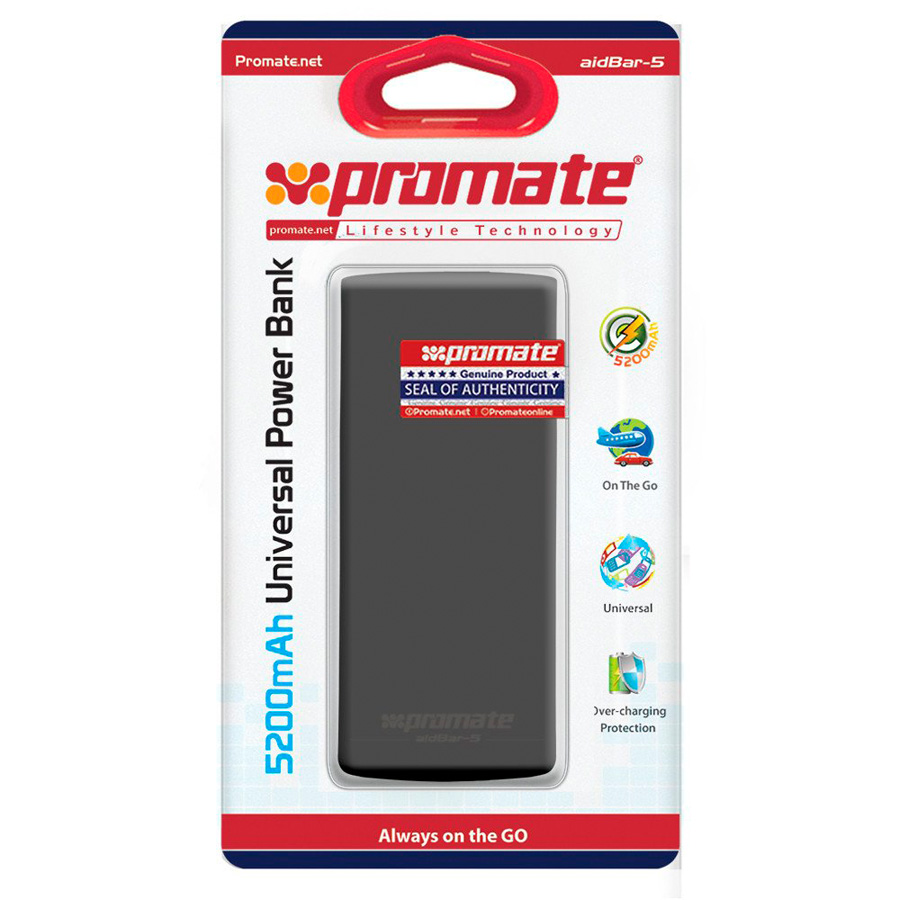 Promate.net
aidBar-5
promate®
promate.net Lifestyle Technology
5200mAh Universal Power Bank
promate
★★★★★ Genuine Product ★
SEAL OF AUTHENTICITY
Promate.net | Promateonline
5200mAh
On The Go
Universal
Over-charging
Protection
promate
aidBar-5
Always on the GO